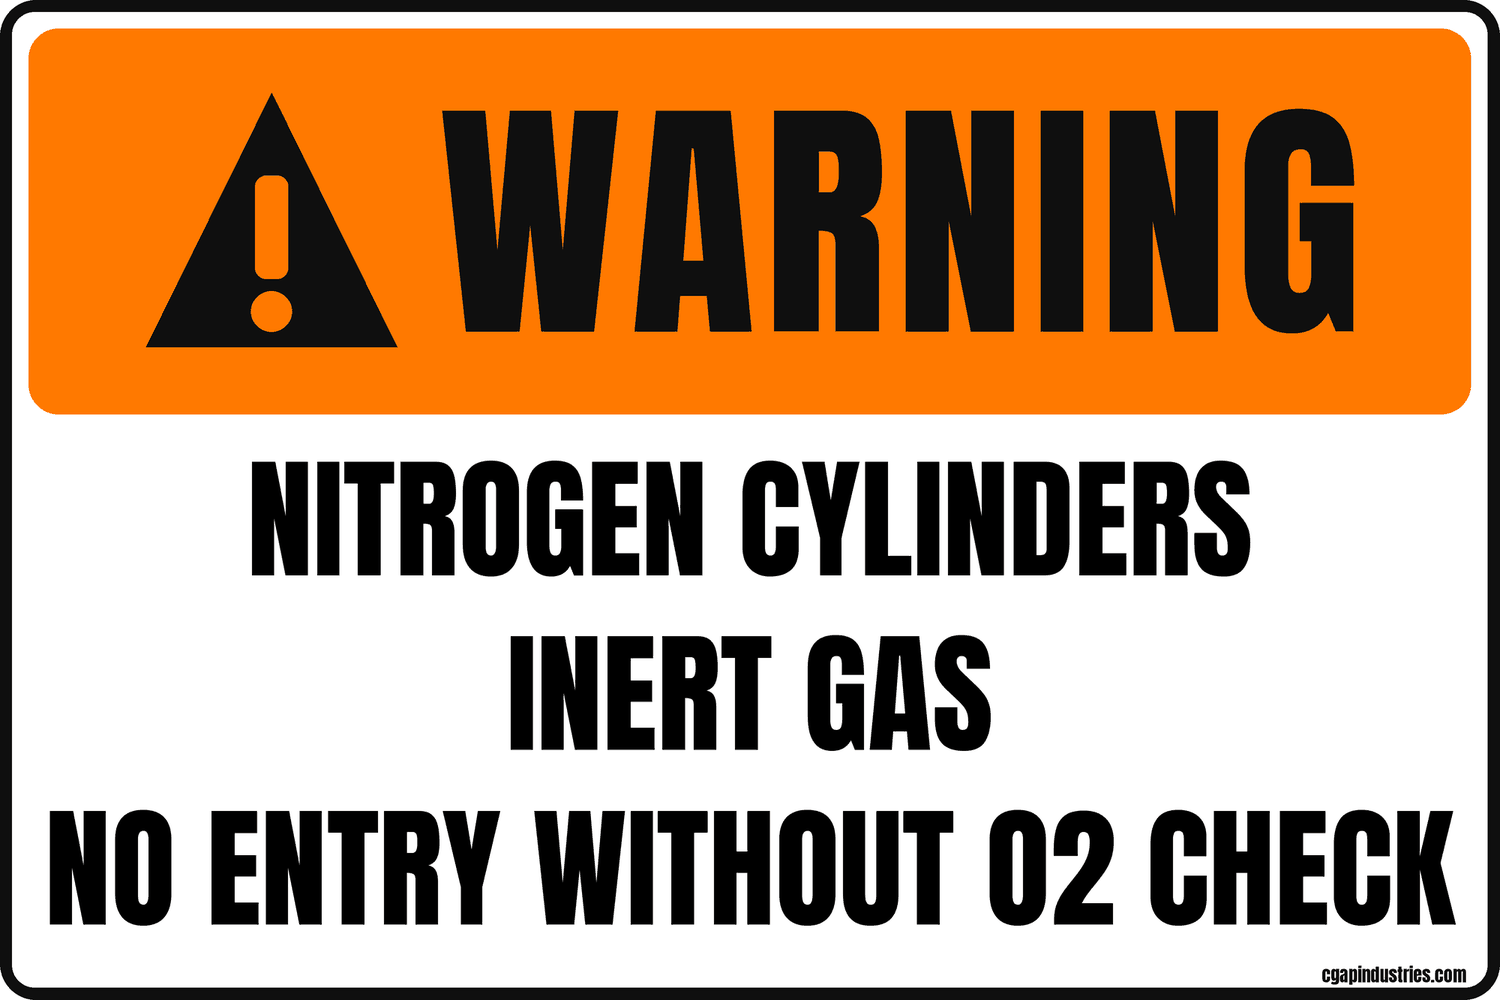 WARNING
NITROGEN CYLINDERS
INERT GAS
NO ENTRY WITHOUT O2 CHECK
cgapindustries.com